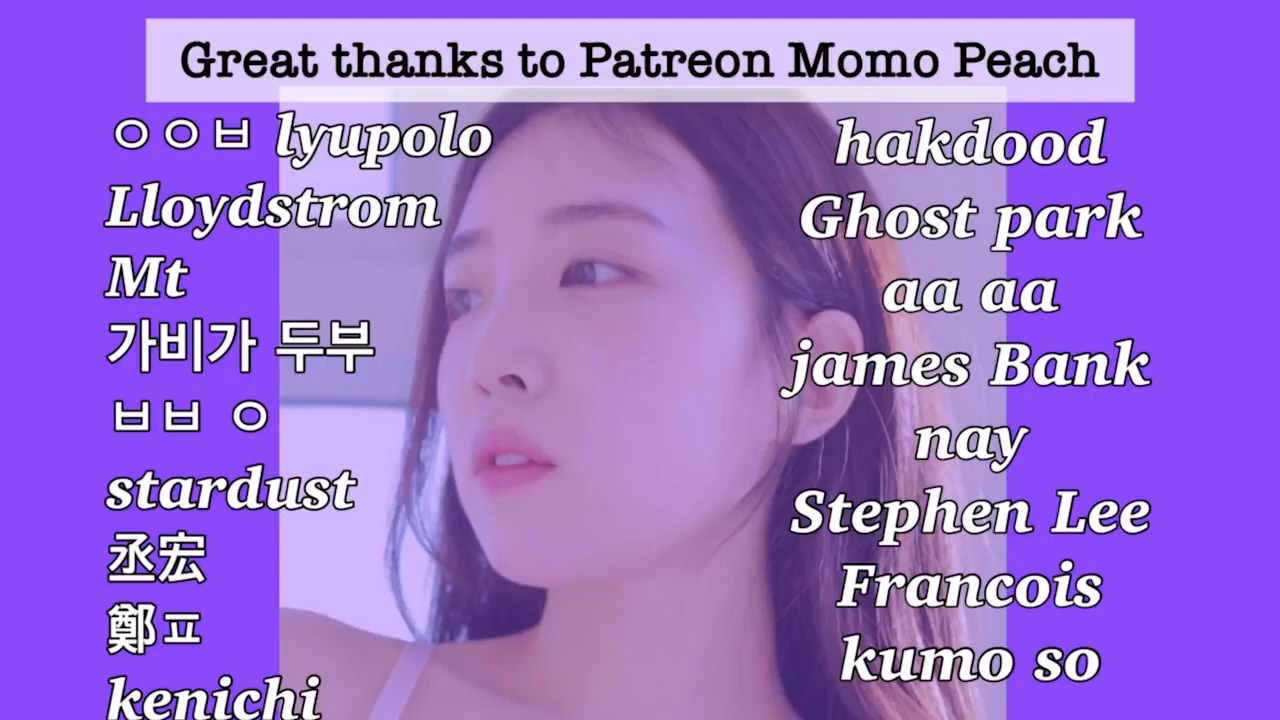 Great thanks to Patreon Momo Peach
ㅇㅇㅂ lyupolo
Lloydstrom
Mt
가비가 두부
ㅂㅂ ㅇ
stardust
丞宏
鄭ㅍ
kenichi
hakdood
Ghost park
aa aa
james Bank
nay
Stephen Lee
Francois
kumo so